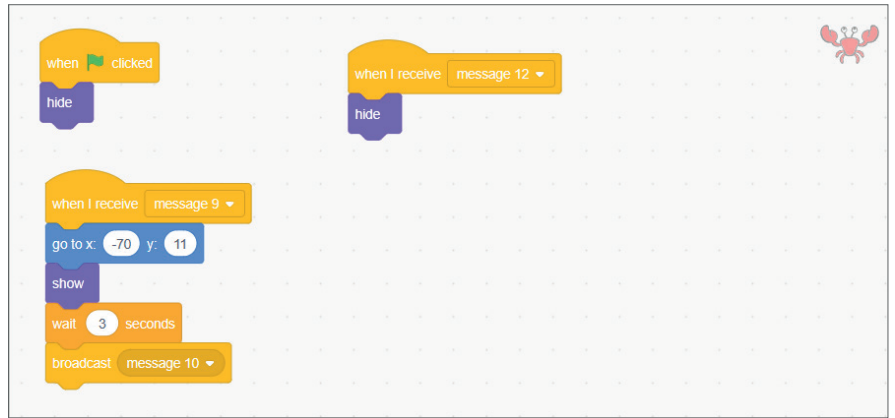 when clicked
hide
when I receive message 12
hide
when I receive message 9
go to x: -70 y: 11
show
wait 3 seconds
broadcast message 10